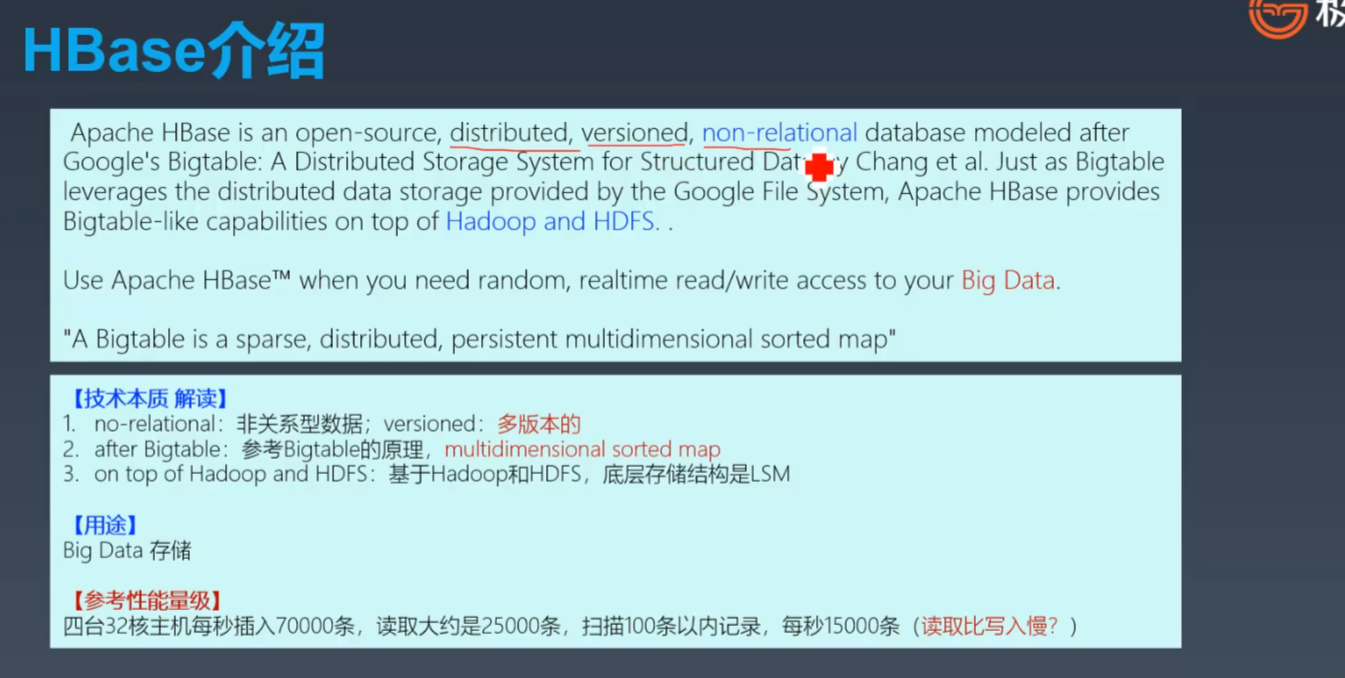 极
HBase介绍
Apache HBase is an open-source, distributed, versioned, non-relational database modeled after
Google's Bigtable: A Distributed Storage System for Structured Chang et al. Just as Bigtable
leverages the distributed data storage provided by the Google File System, Apache HBase provides
Bigtable-like capabilities on top of Hadoop and HDFS. .
Use Apache HBase™ when you need random, realtime read/write access to your Big Data.
"A Bigtable is a sparse, distributed, persistent multidimensional sorted map"
【技术本质 解读】
1. no-relational：非关系型数据；versioned：多版本的
2. after Bigtable：参考Bigtable的原理，multidimensional sorted map
3. on top of Hadoop and HDFS：基于Hadoop和HDFS，底层存储结构是LSM
【用途】
Big Data 存储
【参考性能量级】
四台32核主机每秒插入70000条，读取大约是25000条，扫描100条以内记录，每秒15000条（读取比写入慢？）